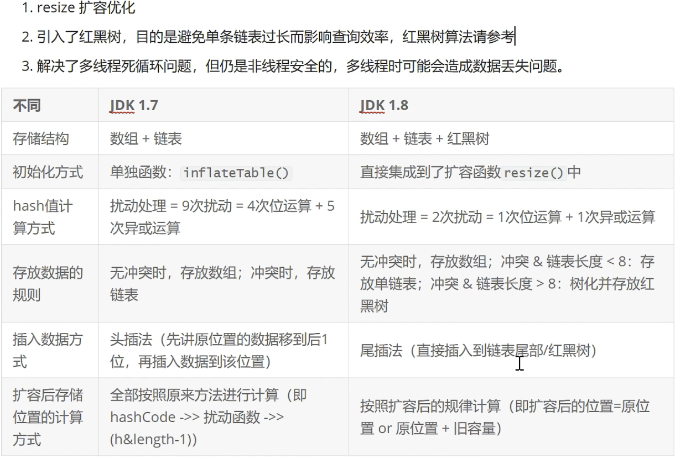 1. resize 扩容优化
2. 引入了红黑树，目的是避免单条链表过长而影响查询效率，红黑树算法请参考
3. 解决了多线程死循环问题，但仍是非线程安全的，多线程时可能会造成数据丢失问题。
不同 JDK 1.7 JDK 1.8
存储结构 数组 + 链表 数组 + 链表 + 红黑树
初始化方式 单独函数：inflateTable() 直接集成到了扩容函数resize()中
hash值计
算方式
扰动处理 = 9次扰动 = 4次位运算 + 5
次异或运算
扰动处理 = 2次扰动 = 1次位运算 + 1次异或运算
存放数据的
规则
无冲突时，存放数组；冲突时，存放
链表
无冲突时，存放数组；冲突 & 链表长度 < 8：存
放单链表；冲突 & 链表长度 > 8：树化并存放红
黑树
插入数据方
式
头插法（先讲原位置的数据移到后1
位，再插入数据到该位置）
尾插法（直接插入到链表尾部/红黑树）
扩容后存储
位置的计算
方式
全部按照原来方法进行计算（即
hashCode ->> 扰动函数 ->>
(h&length-1)）
按照扩容后的规律计算（即扩容后的位置=原位
置 or 原位置 + 旧容量）